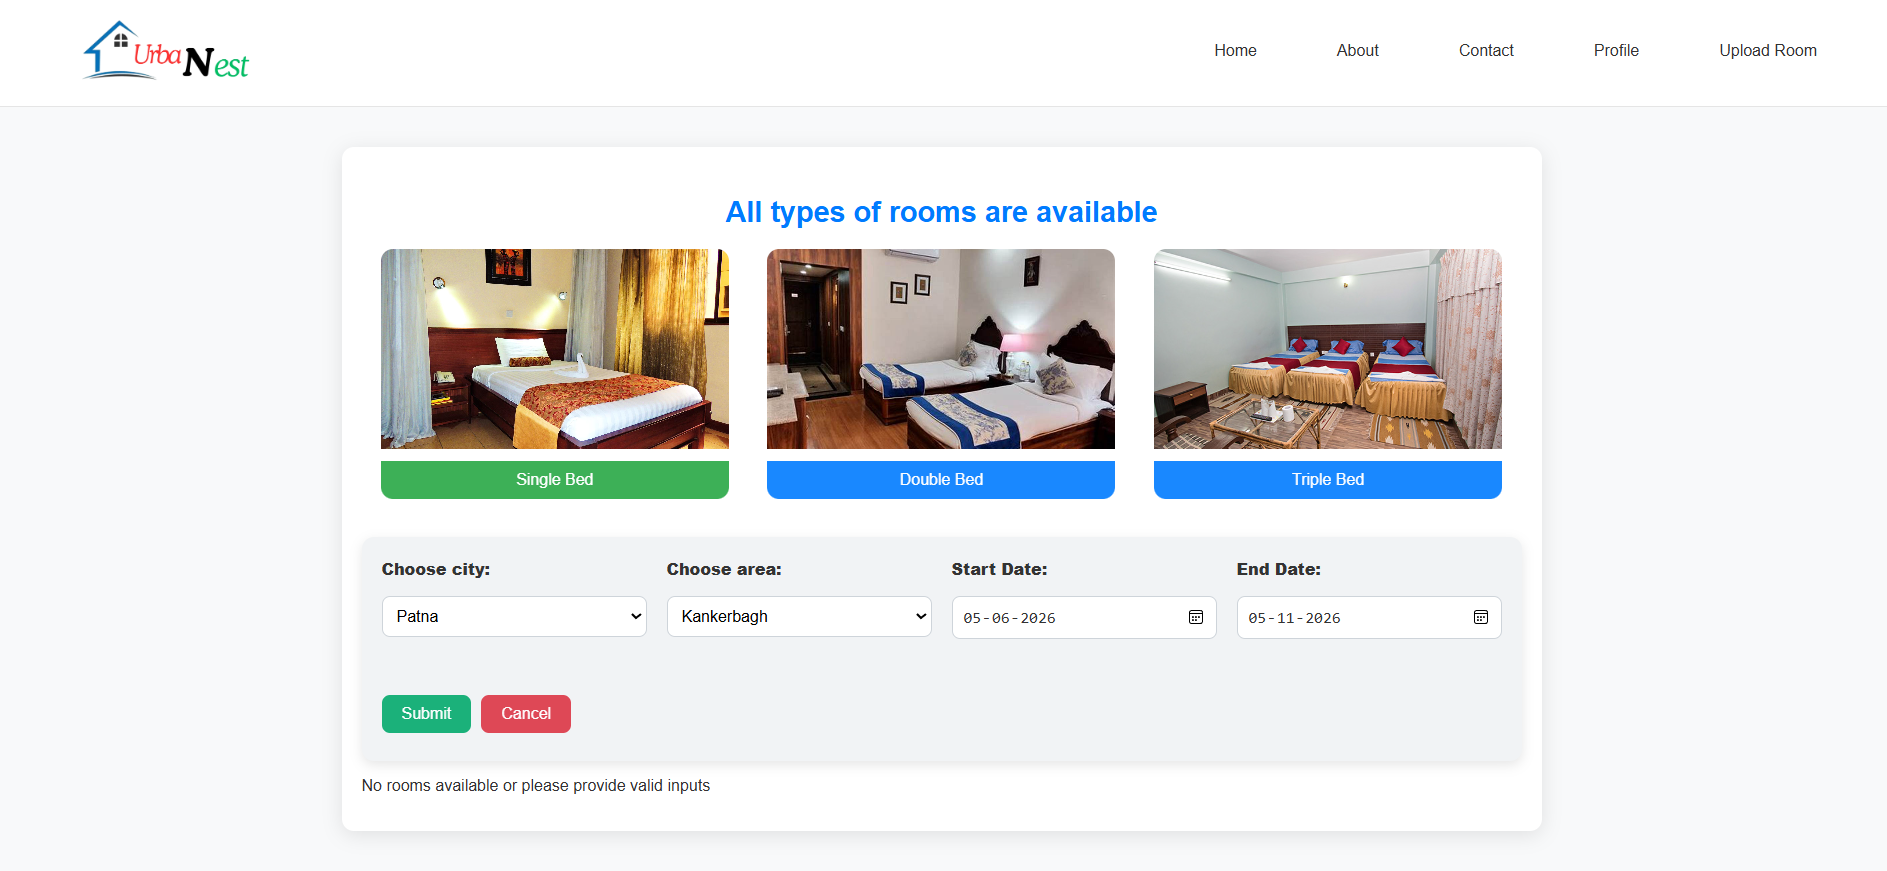 UrbaNest
Home About Contact Profile Upload Room
All types of rooms are available
Single Bed Double Bed Triple Bed
Choose city: Choose area: Start Date: End Date:
Patna Kankerbagh 05-06-2026 05-11-2026
Submit Cancel
No rooms available or please provide valid inputs